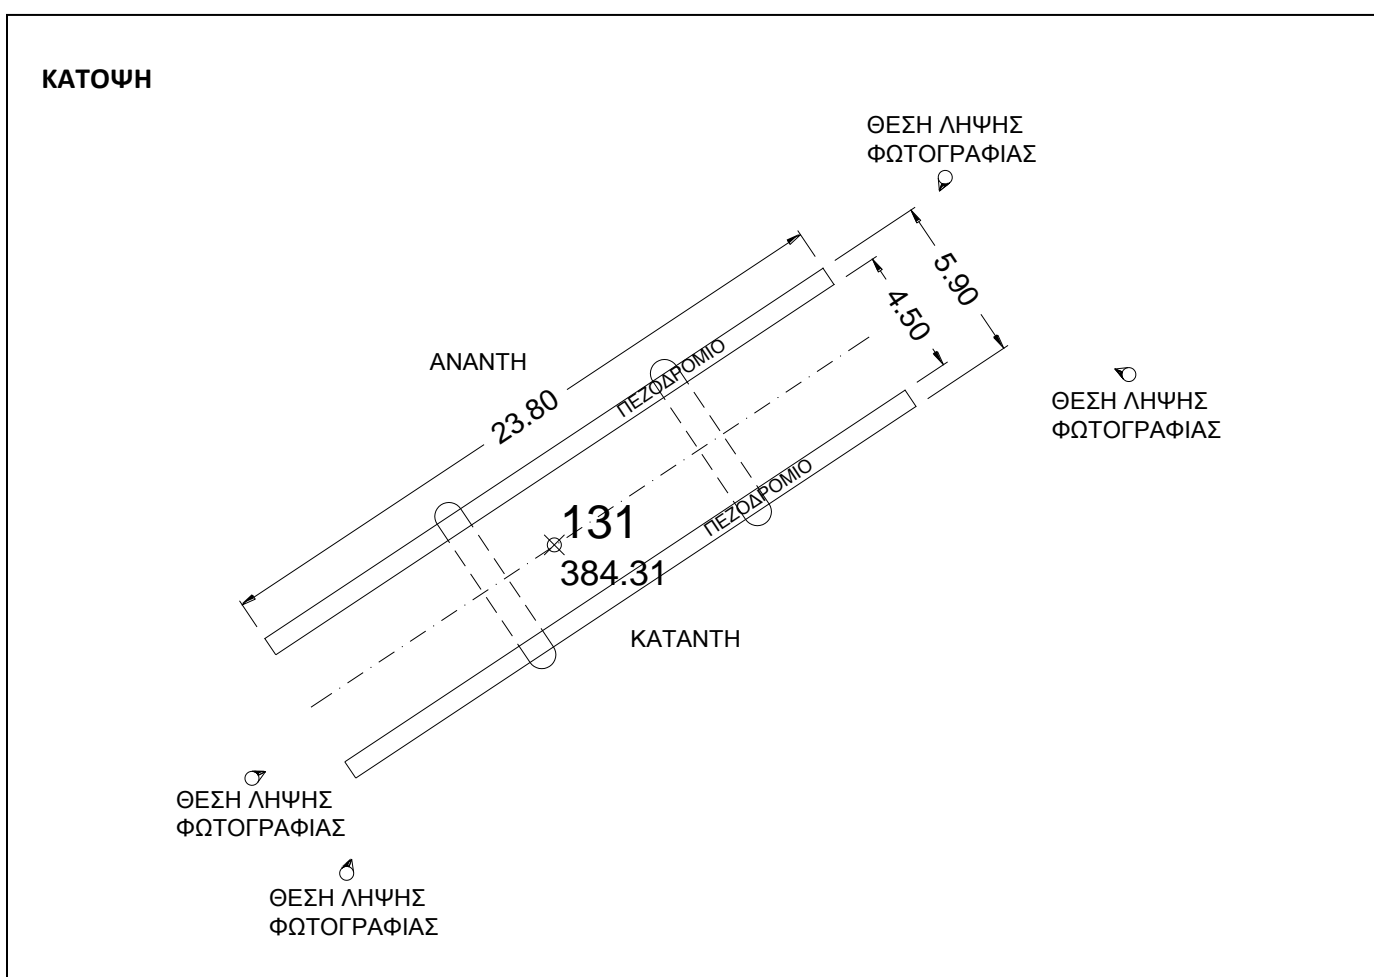 ΚΑΤΟΨΗ
ΘΕΣΗ ΛΗΨΗΣ
ΦΩΤΟΓΡΑΦΙΑΣ
5.90
4.50
ΑΝΑΝΤΗ
ΠΕΖΟΔΡΟΜΙΟ
23.80
ΘΕΣΗ ΛΗΨΗΣ
ΦΩΤΟΓΡΑΦΙΑΣ
ΠΕΖΟΔΡΟΜΙΟ
131
384.31
ΚΑΤΑΝΤΗ
ΘΕΣΗ ΛΗΨΗΣ
ΦΩΤΟΓΡΑΦΙΑΣ
ΘΕΣΗ ΛΗΨΗΣ
ΦΩΤΟΓΡΑΦΙΑΣ